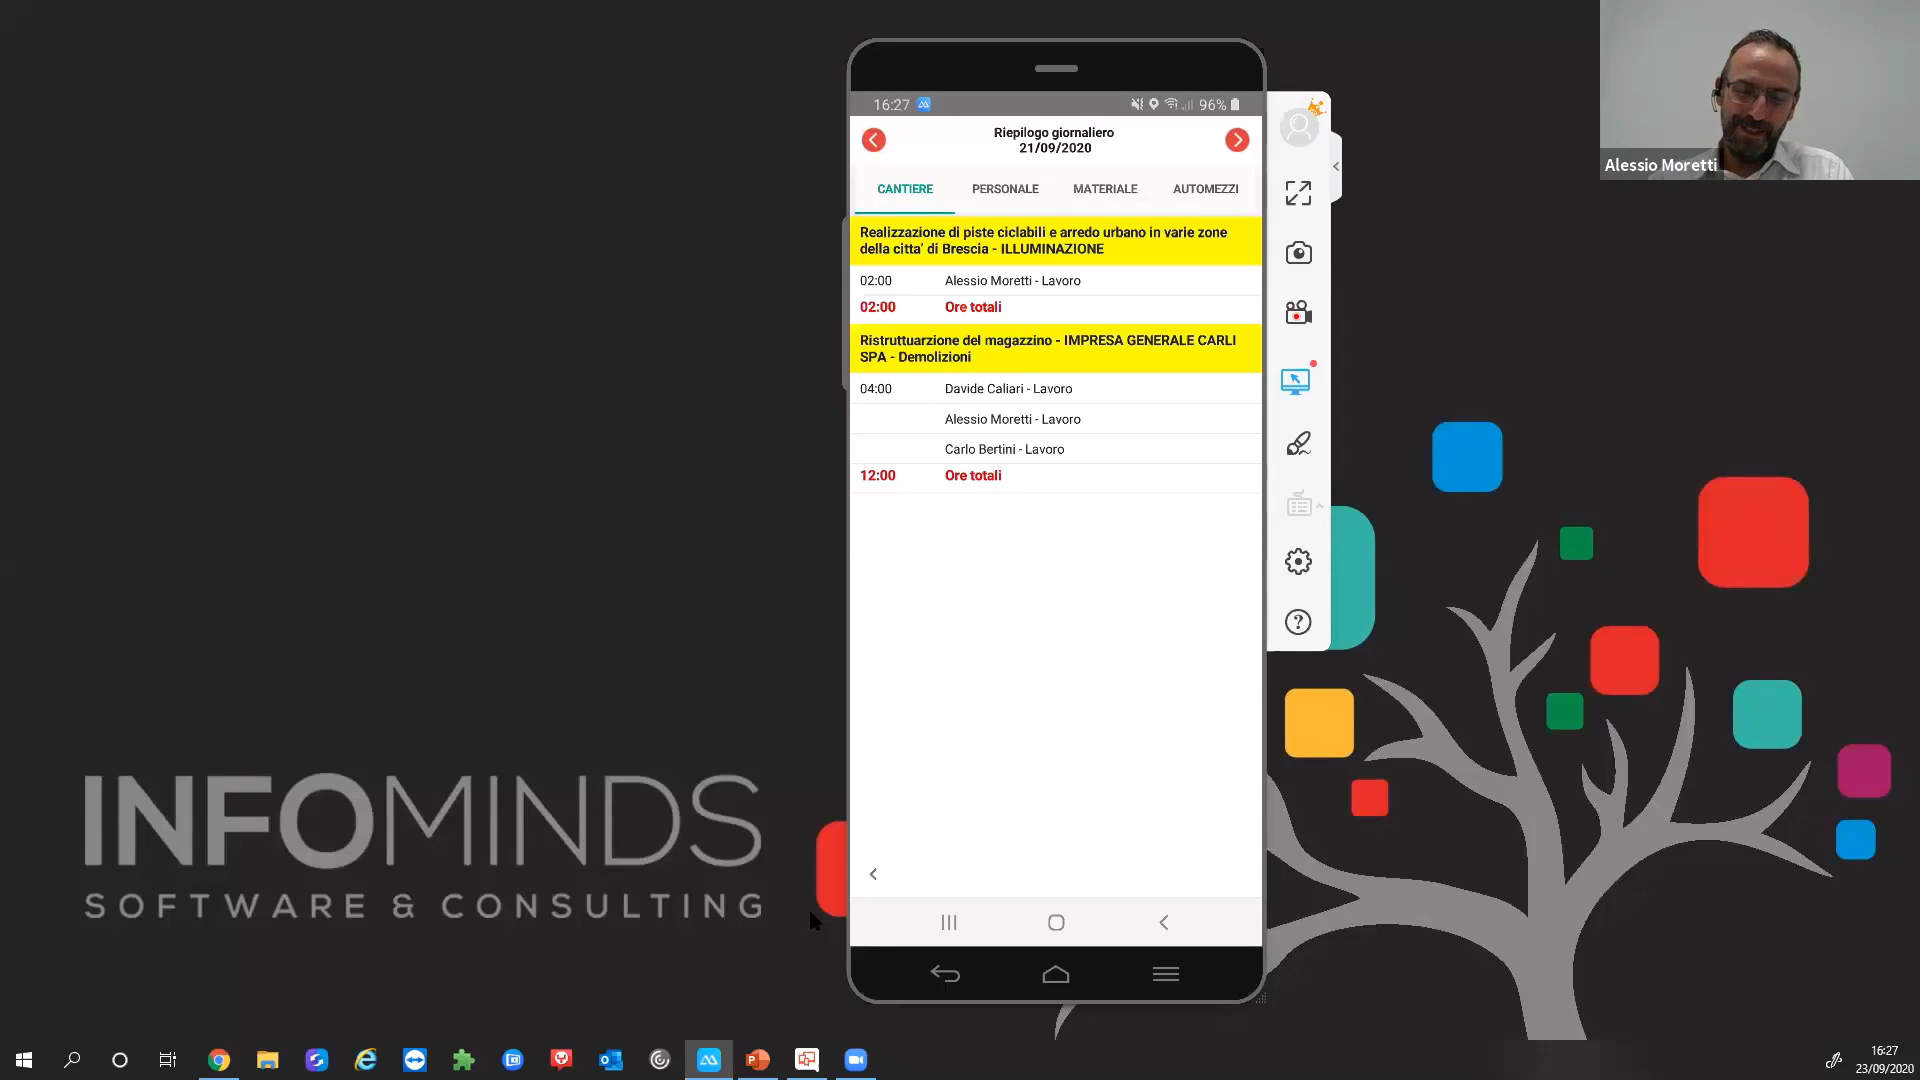 16:27
96%
Riepilogo giornaliero
21/09/2020
CANTIERE PERSONALE MATERIALE AUTOMEZZI
Realizzazione di piste ciclabili e arredo urbano in varie zone
della citta' di Brescia - ILLUMINAZIONE
02:00 Alessio Moretti - Lavoro
02:00 Ore totali
Ristruttuarzione del magazzino - IMPRESA GENERALE CARLI
SPA - Demolizioni
04:00 Davide Caliari - Lavoro
Alessio Moretti - Lavoro
Carlo Bertini - Lavoro
12:00 Ore totali
Alessio Moretti
INFOMINDS
SOFTWARE & CONSULTING
16:27
23/09/2020